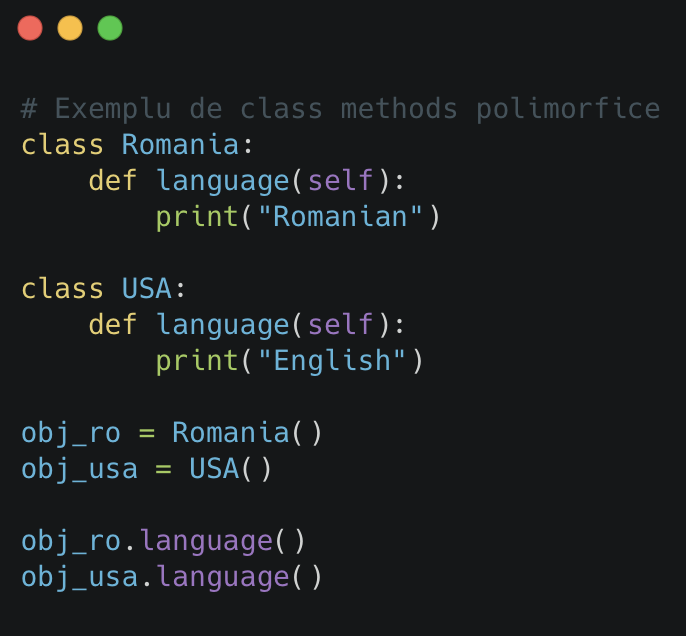 # Exemplu de class methods polimorfice
class Romania:
    def language(self):
        print("Romanian")
class USA:
    def language(self):
        print("English")
obj_ro = Romania()
obj_usa = USA()
obj_ro.language()
obj_usa.language()